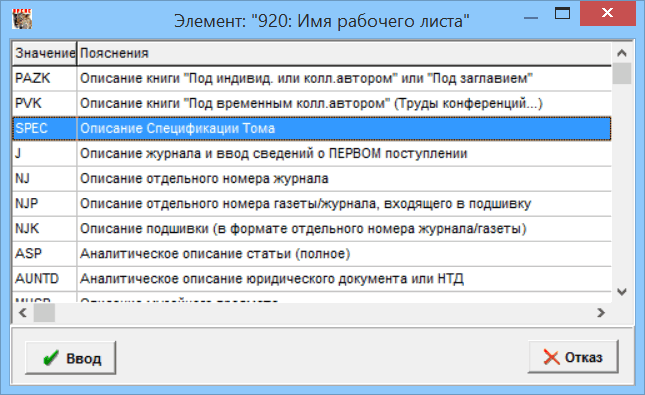 Элемент: "920: Имя рабочего листа"
Значение Пояснения
PAZK Описание книги "Под индивид. или колл.автором" или "Под заглавием"
PVK Описание книги "Под временным колл.автором" (Труды конференций...)
SPEC Описание Спецификации Тома
J Описание журнала и ввод сведений о ПЕРВОМ поступлении
NJ Описание отдельного номера журнала
NJP Описание отдельного номера газеты/журнала, входящего в подшивку
NJK Описание подшивки (в формате отдельного номера журнала/газеты)
ASP Аналитическое описание статьи (полное)
AUNTD Аналитическое описание юридического документа или НТД
Ввод Отказ